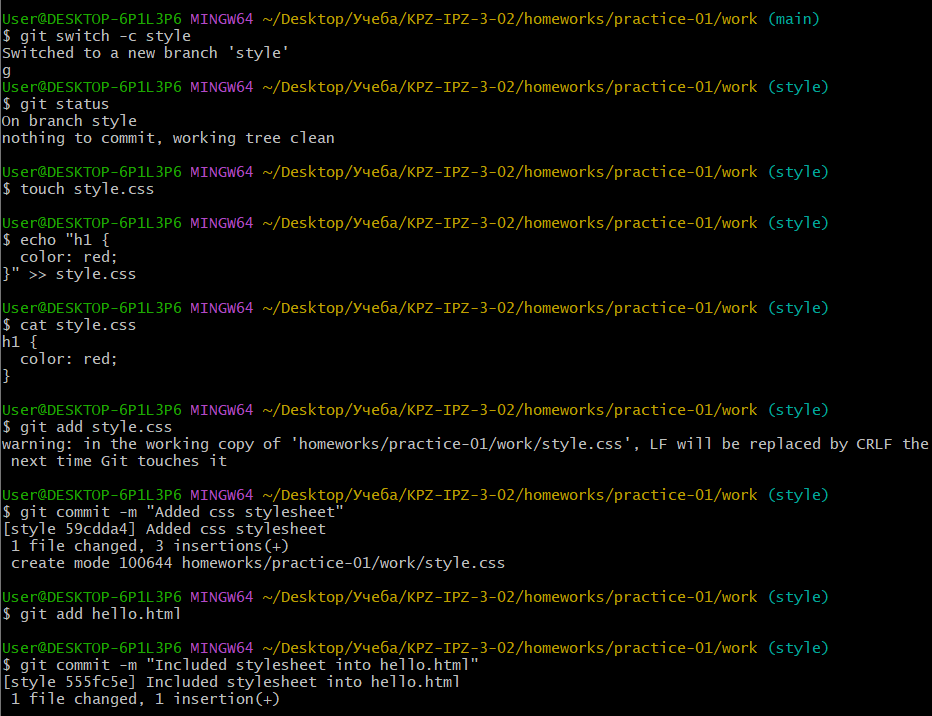 User@DESKTOP-6P1L3P6 MINGW64 ~/Desktop/Учеба/KPZ-IPZ-3-02/homeworks/practice-01/work (main)
$ git switch -c style
Switched to a new branch 'style'
g
User@DESKTOP-6P1L3P6 MINGW64 ~/Desktop/Учеба/KPZ-IPZ-3-02/homeworks/practice-01/work (style)
$ git status
On branch style
nothing to commit, working tree clean

User@DESKTOP-6P1L3P6 MINGW64 ~/Desktop/Учеба/KPZ-IPZ-3-02/homeworks/practice-01/work (style)
$ touch style.css

User@DESKTOP-6P1L3P6 MINGW64 ~/Desktop/Учеба/KPZ-IPZ-3-02/homeworks/practice-01/work (style)
$ echo "h1 {
  color: red;
}" >> style.css

User@DESKTOP-6P1L3P6 MINGW64 ~/Desktop/Учеба/KPZ-IPZ-3-02/homeworks/practice-01/work (style)
$ cat style.css
h1 {
  color: red;
}

User@DESKTOP-6P1L3P6 MINGW64 ~/Desktop/Учеба/KPZ-IPZ-3-02/homeworks/practice-01/work (style)
$ git add style.css
warning: in the working copy of 'homeworks/practice-01/work/style.css', LF will be replaced by CRLF the
 next time Git touches it

User@DESKTOP-6P1L3P6 MINGW64 ~/Desktop/Учеба/KPZ-IPZ-3-02/homeworks/practice-01/work (style)
$ git commit -m "Added css stylesheet"
[style 59cdda4] Added css stylesheet
 1 file changed, 3 insertions(+)
 create mode 100644 homeworks/practice-01/work/style.css

User@DESKTOP-6P1L3P6 MINGW64 ~/Desktop/Учеба/KPZ-IPZ-3-02/homeworks/practice-01/work (style)
$ git add hello.html

User@DESKTOP-6P1L3P6 MINGW64 ~/Desktop/Учеба/KPZ-IPZ-3-02/homeworks/practice-01/work (style)
$ git commit -m "Included stylesheet into hello.html"
[style 555fc5e] Included stylesheet into hello.html
 1 file changed, 1 insertion(+)